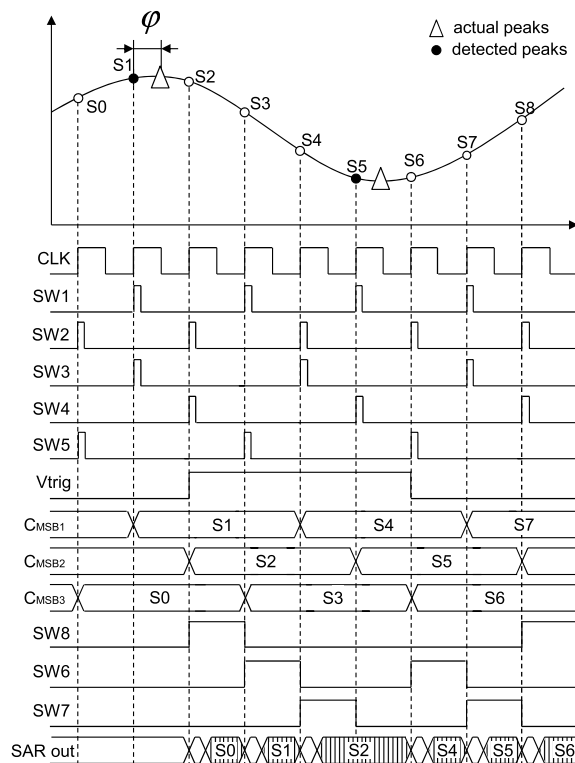 φ
actual peaks
detected peaks
S0
S1
S2
S3
S4
S5
S6
S7
S8
CLK
SW1
SW2
SW3
SW4
SW5
Vtrig
CMSB1 S1 S4 S7
CMSB2 S2 S5
CMSB3 S0 S3 S6
SW8
SW6
SW7
SAR out S0 S1 S2 S4 S5 S6